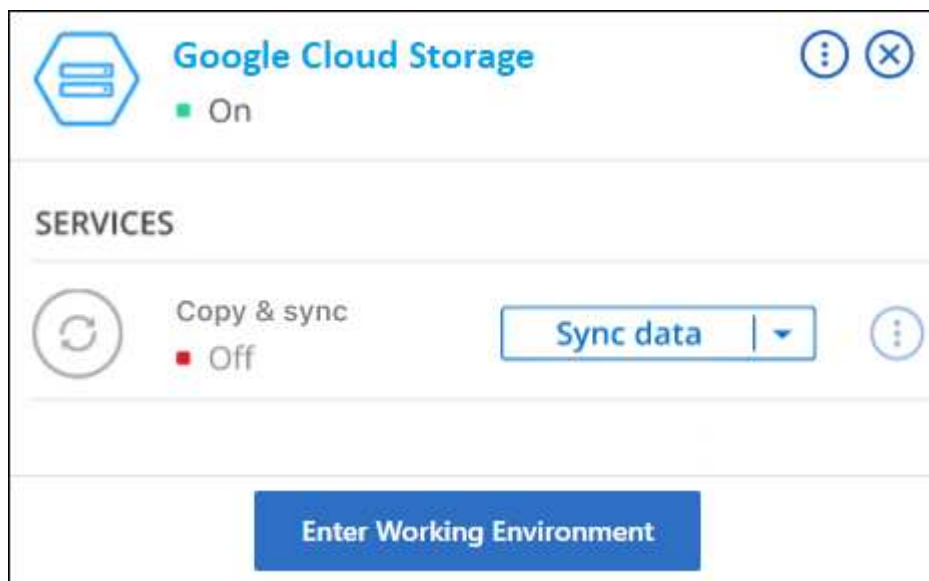 Google Cloud Storage
On
SERVICES
Copy & sync
Off
Sync data
Enter Working Environment